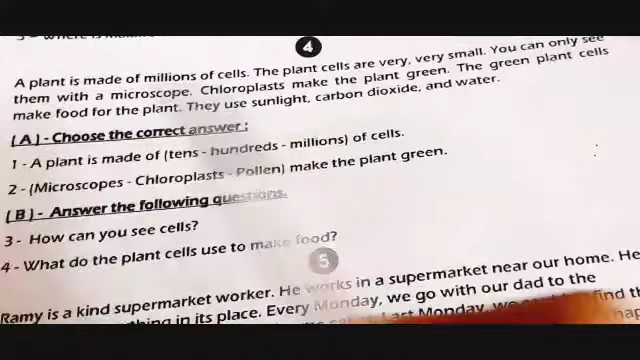 4
A plant is made of millions of cells. The plant cells are very, very small. You can only see
them with a microscope. Chloroplasts make the plant green. The green plant cells
make food for the plant. They use sunlight, carbon dioxide, and water.
(A) - Choose the correct answer :
1 - A plant is made of (tens - hundreds - millions) of cells.
2 - (Microscopes - Chloroplasts - Pollen) make the plant green.
(B) - Answer the following questions.
3 - How can you see cells?
4 - What do the plant cells use to make food?
5
Ramy is a kind supermarket worker. He works in a supermarket near our home. He
in its place. Every Monday, we go with our dad to the
Last Monday, we find th